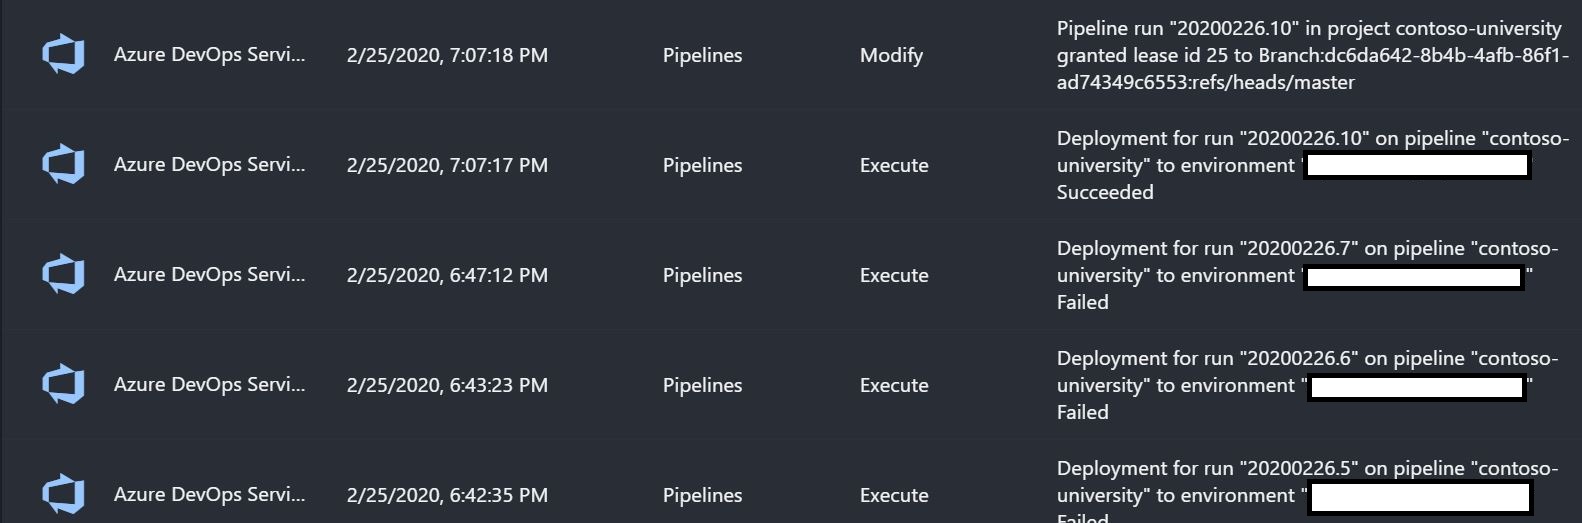 Azure DevOps Servi... 2/25/2020, 7:07:18 PM Pipelines Modify
Pipeline run "20200226.10" in project contoso-university
granted lease id 25 to Branch:dc6da642-8b4b-4afb-86f1-
ad74349c6553:refs/heads/master
Azure DevOps Servi... 2/25/2020, 7:07:17 PM Pipelines Execute
Deployment for run "20200226.10" on pipeline "contoso-
university" to environment "
Succeeded
Azure DevOps Servi... 2/25/2020, 6:47:12 PM Pipelines Execute
Deployment for run "20200226.7" on pipeline "contoso-
university" to environment " "
Failed
Azure DevOps Servi... 2/25/2020, 6:43:23 PM Pipelines Execute
Deployment for run "20200226.6" on pipeline "contoso-
university" to environment " "
Failed
Azure DevOps Servi... 2/25/2020, 6:42:35 PM Pipelines Execute
Deployment for run "20200226.5" on pipeline "contoso-
university" to environment "
Failed